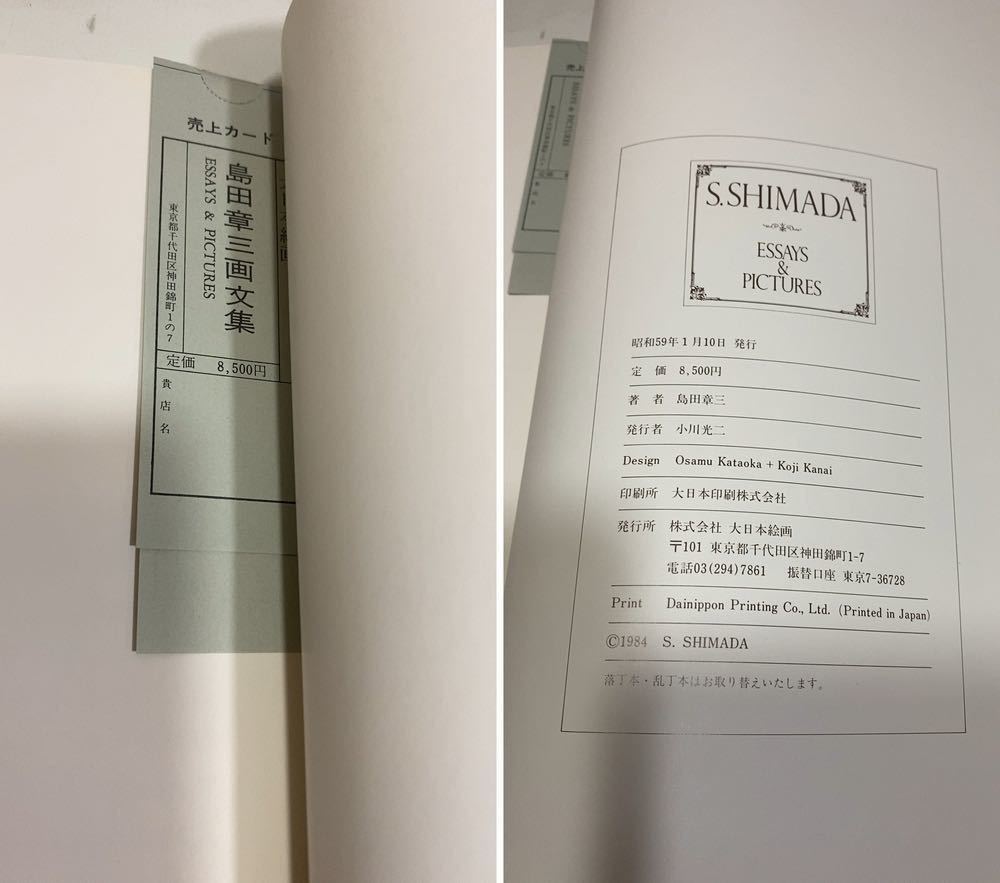 売上カード
島田章三画文集
ESSAYS & PICTURES
東京都千代田区神田錦町1の7
定価 8,500円
貴店名
S.SHIMADA
ESSAYS
&
PICTURES
昭和59年1月10日 発行
定 価 8,500円
著 者 島田章三
発行者 小川光二
Design Osamu Kataoka + Koji Kanai
印刷所 大日本印刷株式会社
発行所 株式会社 大日本絵画
〒101 東京都千代田区神田錦町1-7
電話03(294)7861 振替口座 東京7-36728
Print Dainippon Printing Co., Ltd. (Printed in Japan)
©1984 S. SHIMADA
落丁本・乱丁本はお取り替えいたします。